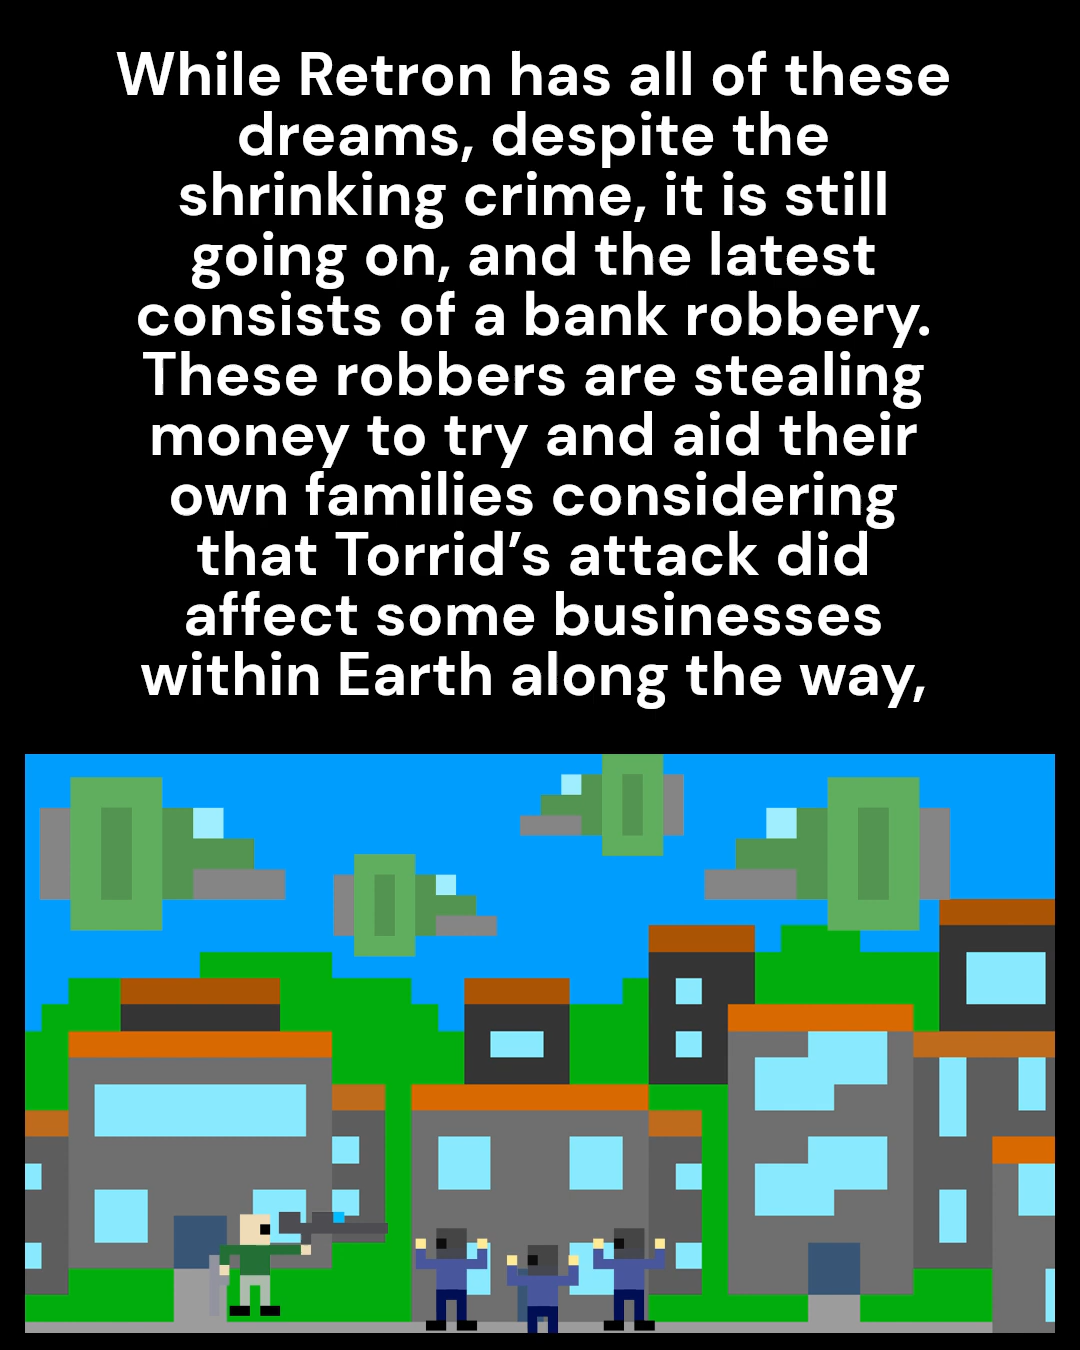 While Retron has all of these
dreams, despite the
shrinking crime, it is still
going on, and the latest
consists of a bank robbery.
These robbers are stealing
money to try and aid their
own families considering
that Torrid’s attack did
affect some businesses
within Earth along the way,